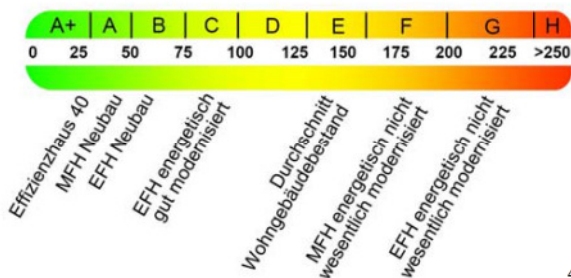 A+ A B C D E F G H
0 25 50 75 100 125 150 175 200 225 >250
Effizienzhaus 40
MFH Neubau
EFH Neubau
EFH energetisch
gut modernisiert
Durchschnitt
Wohngebäudebestand
MFH energetisch nicht
wesentlich modernisiert
EFH energetisch nicht
wesentlich modernisiert